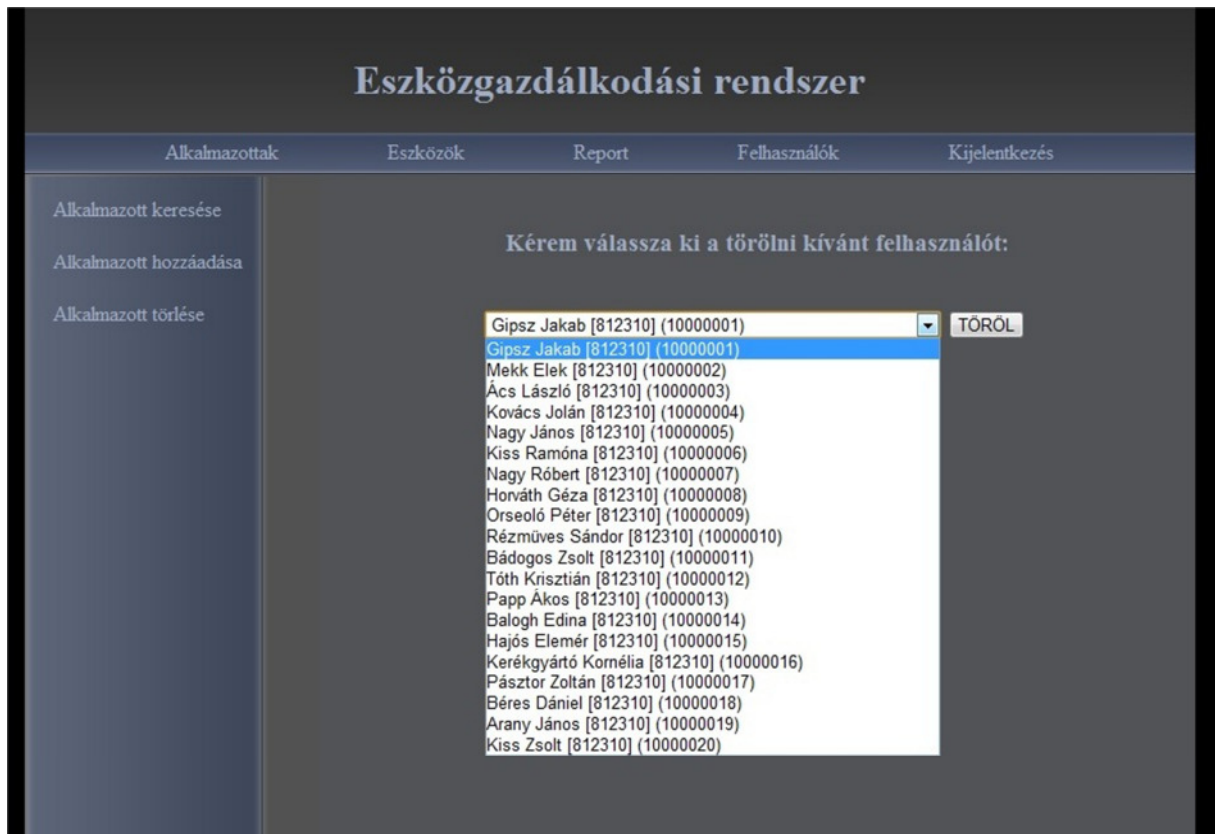 Eszközgazdálkodási rendszer
Alkalmazottak Eszközök Report Felhasználók Kijelentkezés
Alkalmazott keresése
Alkalmazott hozzáadása
Alkalmazott törlése
Kérem válassza ki a törölni kívánt felhasználót:
Gipsz Jakab [812310] (10000001) TÖRÖL
Gipsz Jakab [812310] (10000001)
Mekk Elek [812310] (10000002)
Ács László [812310] (10000003)
Kovács Jolán [812310] (10000004)
Nagy János [812310] (10000005)
Kiss Ramóna [812310] (10000006)
Nagy Róbert [812310] (10000007)
Horváth Géza [812310] (10000008)
Orseoló Péter [812310] (10000009)
Rézmüves Sándor [812310] (10000010)
Bádogos Zsolt [812310] (10000011)
Tóth Krisztián [812310] (10000012)
Papp Ákos [812310] (10000013)
Balogh Edina [812310] (10000014)
Hajós Elemér [812310] (10000015)
Kerékgyártó Kornélia [812310] (10000016)
Pásztor Zoltán [812310] (10000017)
Béres Dániel [812310] (10000018)
Arany János [812310] (10000019)
Kiss Zsolt [812310] (10000020)